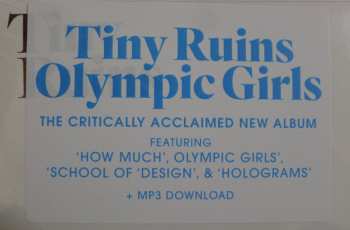 Tiny Ruins
Olympic Girls
THE CRITICALLY ACCLAIMED NEW ALBUM
FEATURING
‘HOW MUCH’, OLYMPIC GIRLS’,
‘SCHOOL OF ‘DESIGN’, & ‘HOLOGRAMS’
+ MP3 DOWNLOAD